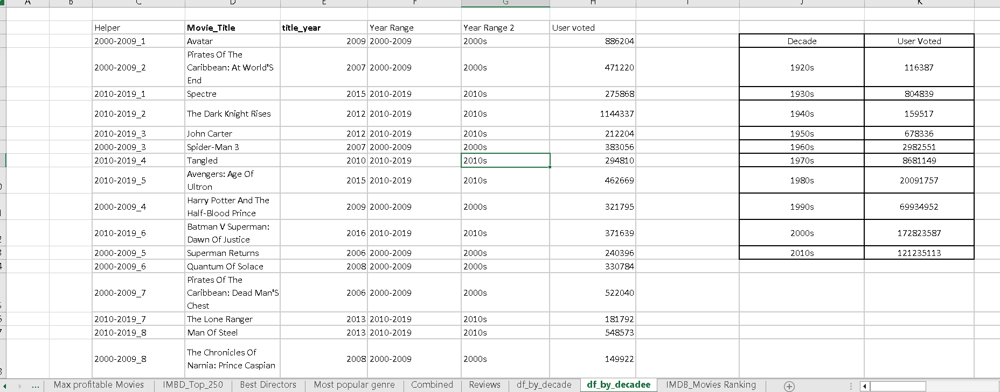 A B C D E F G H I J K
Helper Movie_Title title_year Year Range Year Range 2 User voted
2000-2009_1 Avatar 2009 2000-2009 2000s 886204 Decade User Voted
Pirates Of The
2000-2009_2 Caribbean: At World'S 2007 2000-2009 2000s 471220 1920s 116387
End
2010-2019_1 Spectre 2015 2010-2019 2010s 275868 1930s 804839
2010-2019_2 The Dark Knight Rises 2012 2010-2019 2010s 1144337 1940s 159517
2010-2019_3 John Carter 2012 2010-2019 2010s 212204 1950s 678336
2000-2009_3 Spider-Man 3 2007 2000-2009 2000s 383056 1960s 2982551
2010-2019_4 Tangled 2010 2010-2019 2010s 294810 1970s 8681149
Avengers: Age Of
2010-2019_5 2015 2010-2019 2010s 462669 1980s 20091757
Ultron
Harry Potter And The
2000-2009_4 2009 2000-2009 2000s 321795 1990s 69934952
Half-Blood Prince
Batman V Superman:
2010-2019_6 2016 2010-2019 2010s 371639 2000s 172823587
Dawn Of Justice
2000-2009_5 Superman Returns 2006 2000-2009 2000s 240396 2010s 121235113
2000-2009_6 Quantum Of Solace 2008 2000-2009 2000s 330784
Pirates Of The
2000-2009_7 Caribbean: Dead Man'S 2006 2000-2009 2000s 522040
Chest
2010-2019_7 The Lone Ranger 2013 2010-2019 2010s 181792
2010-2019_8 Man Of Steel 2013 2010-2019 2010s 548573
The Chronicles Of
2000-2009_8 2008 2000-2009 2000s 149922
Narnia: Prince Caspian
... Max profitable Movies IMBD_Top_250 Best Directors Most popular genre Combined Reviews df_by_decade df_by_decadee IMDB_Movies Ranking